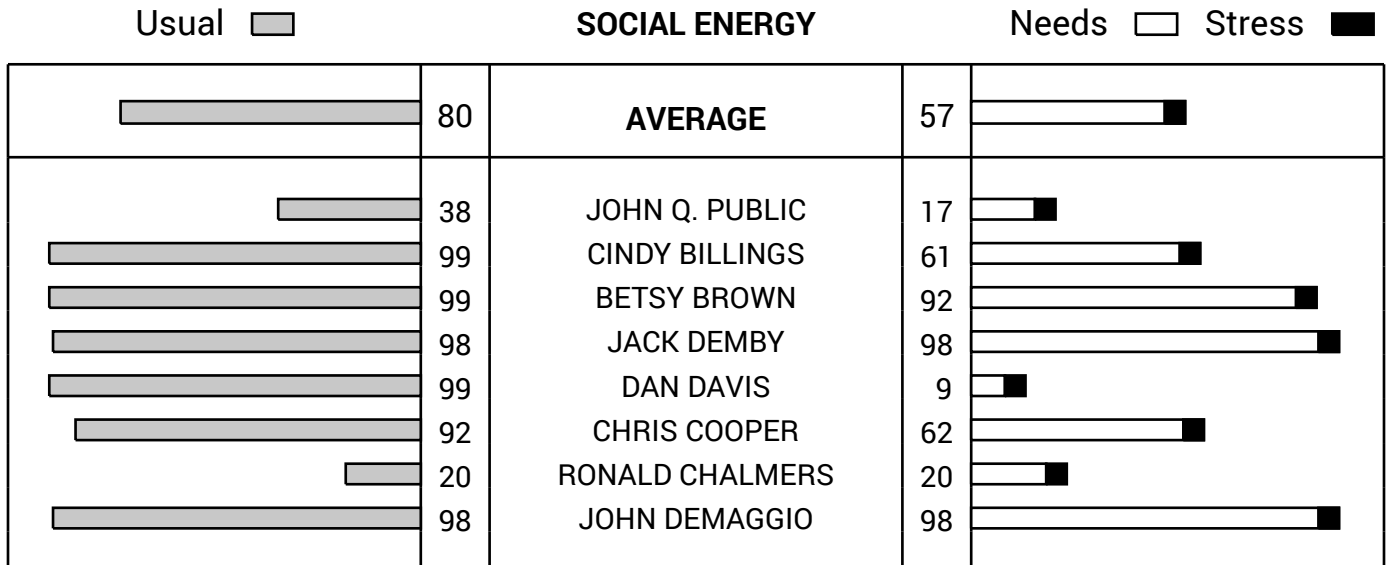 Usual SOCIAL ENERGY Needs Stress
80 AVERAGE 57
38 JOHN Q. PUBLIC 17
99 CINDY BILLINGS 61
99 BETSY BROWN 92
98 JACK DEMBY 98
99 DAN DAVIS 9
92 CHRIS COOPER 62
20 RONALD CHALMERS 20
98 JOHN DEMAGGIO 98